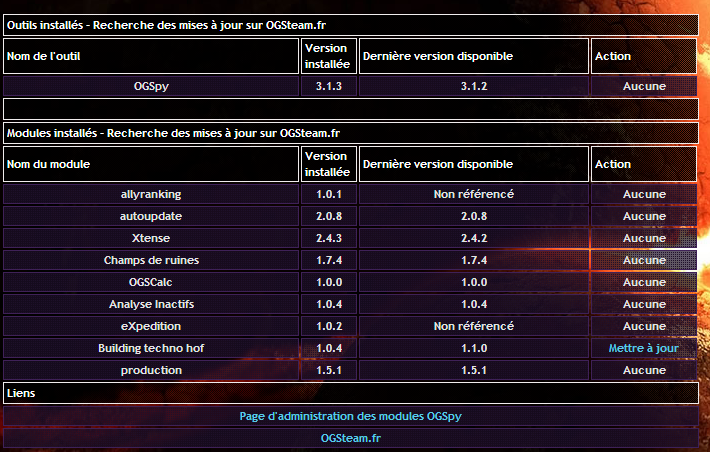 Outils installés - Recherche des mises à jour sur OGSteam.fr
Nom de l'outil Version installée Dernière version disponible Action
OGSpy 3.1.3 3.1.2 Aucune
Modules installés - Recherche des mises à jour sur OGSteam.fr
Nom du module Version installée Dernière version disponible Action
allyranking 1.0.1 Non référencé Aucune
autoupdate 2.0.8 2.0.8 Aucune
Xtense 2.4.3 2.4.2 Aucune
Champs de ruines 1.7.4 1.7.4 Aucune
OGSCalc 1.0.0 1.0.0 Aucune
Analyse Inactifs 1.0.4 1.0.4 Aucune
eXpedition 1.0.2 Non référencé Aucune
Building techno hof 1.0.4 1.1.0 Mettre à jour
production 1.5.1 1.5.1 Aucune
Liens
Page d'administration des modules OGSpy
OGSteam.fr